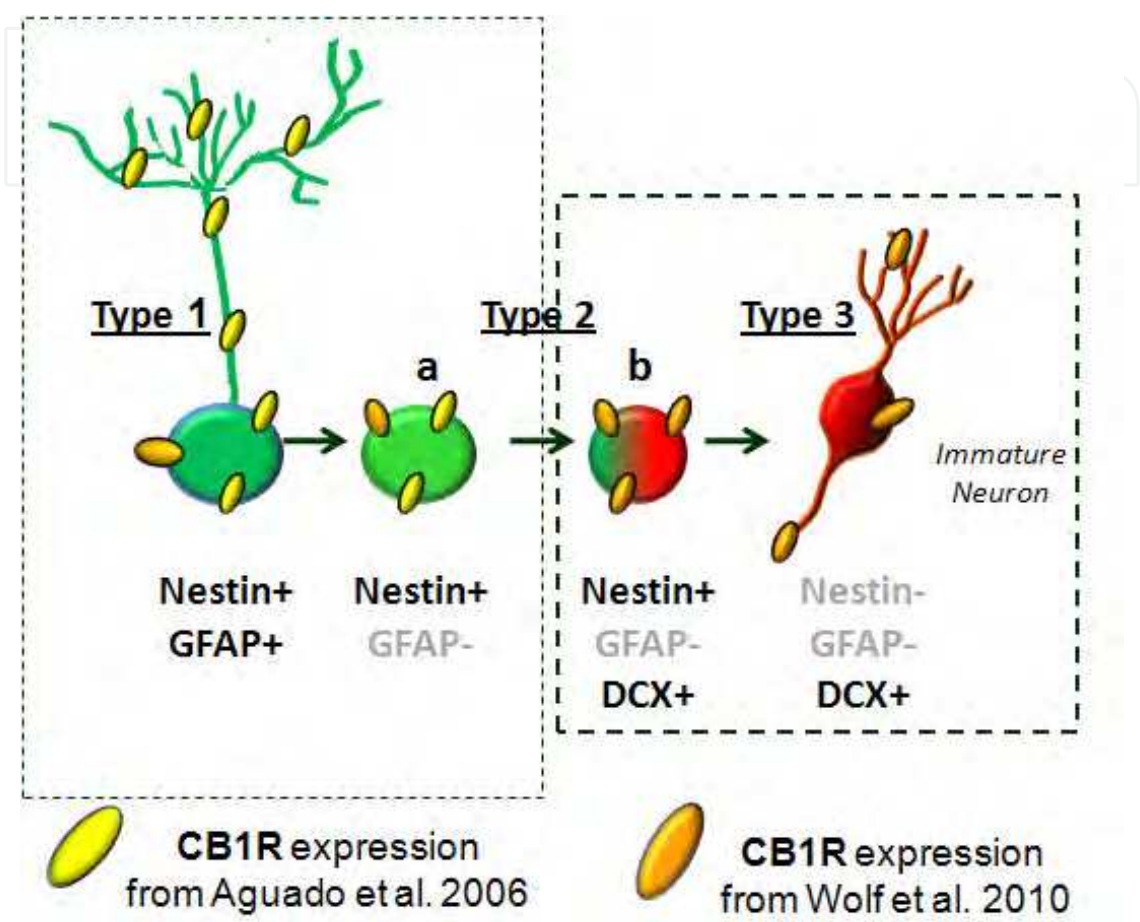 Type 1
Type 2
Type 3
a
b
Immature
Neuron
Nestin+
GFAP+
Nestin+
GFAP-
Nestin+
GFAP-
DCX+
Nestin-
GFAP-
DCX+
CB1R expression
from Aguado et al. 2006
CB1R expression
from Wolf et al. 2010